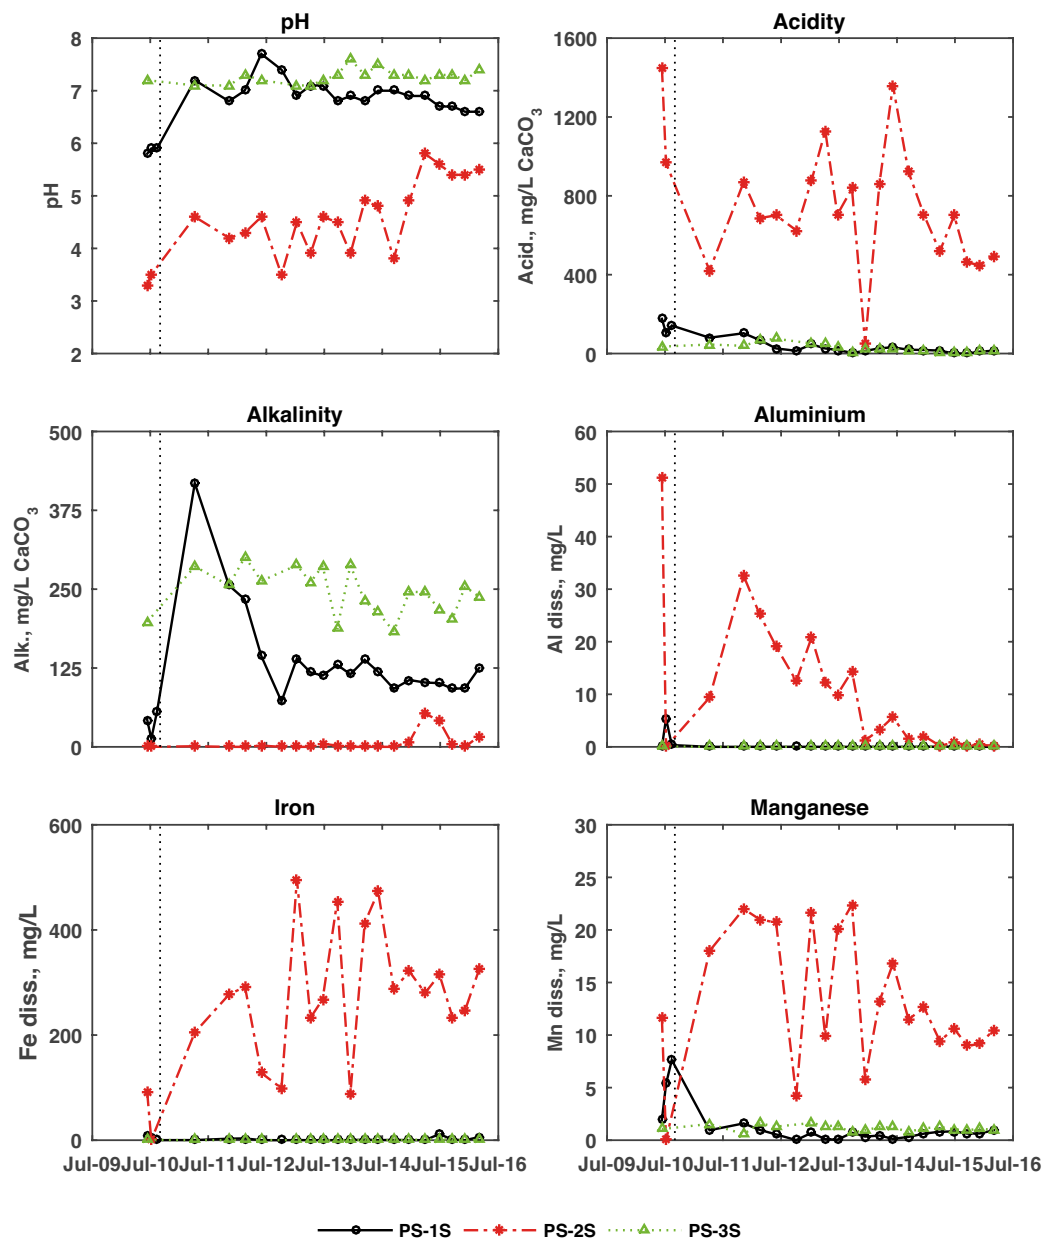 pH
8
7
6
5
4
3
2
pH
Acidity
1600
1200
800
400
0
Acid., mg/L CaCO3
Alkalinity
500
375
250
125
0
Alk., mg/L CaCO3
Aluminium
60
50
40
30
20
10
0
Al diss., mg/L
Iron
600
400
200
0
Fe diss., mg/L
Jul-09 Jul-10 Jul-11 Jul-12 Jul-13 Jul-14 Jul-15 Jul-16
Manganese
30
25
20
15
10
5
0
Mn diss., mg/L
Jul-09 Jul-10 Jul-11 Jul-12 Jul-13 Jul-14 Jul-15 Jul-16
PS-1S PS-2S PS-3S